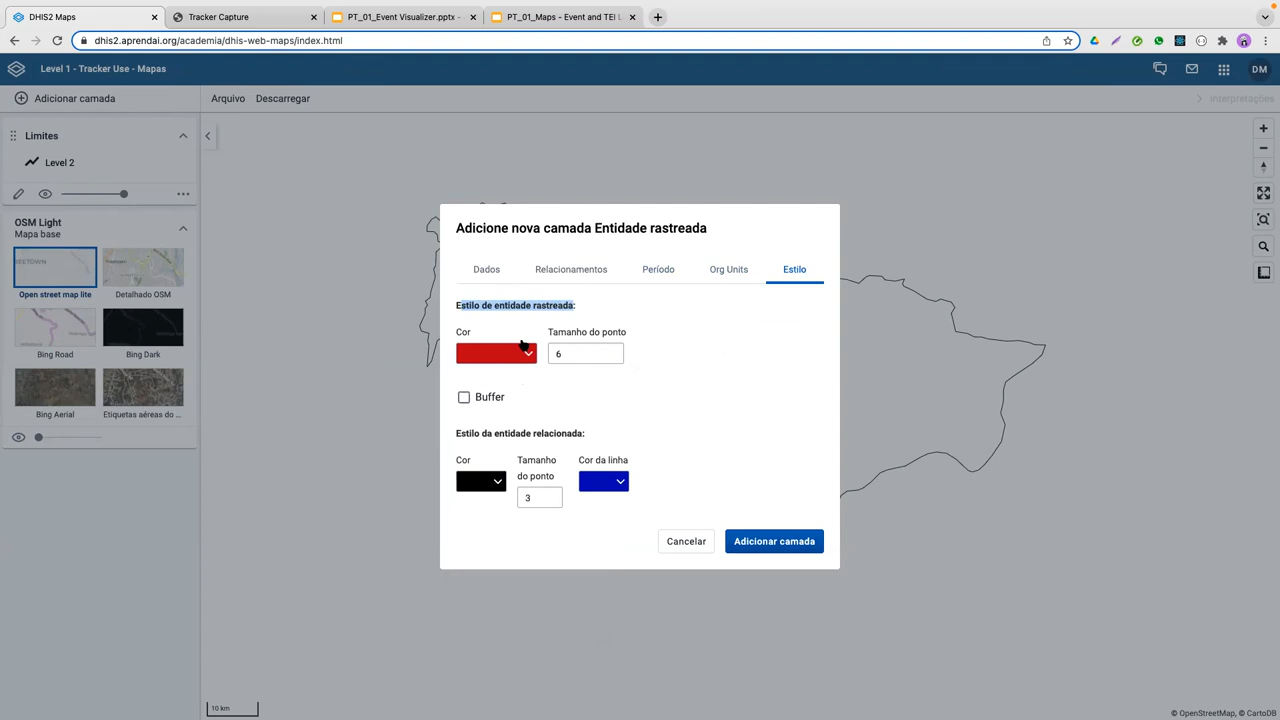 DHIS2 Maps
Tracker Capture
PT_01_Event Visualizer.pptx -
PT_01_Maps - Event and TEI L
dhis2.aprendai.org/academia/dhis-web-maps/index.html
Level 1 - Tracker Use - Mapas
DM
Adicionar camada
Arquivo
Descarregar
Interpretações
Limites
Level 2
OSM Light
Mapa base
Open street map lite
Detalhado OSM
Bing Road
Bing Dark
Bing Aerial
Etiquetas aéreas do ...
Adicione nova camada Entidade rastreada
Dados
Relacionamentos
Período
Org Units
Estilo
Estilo de entidade rastreada:
Cor
Tamanho do ponto
6
Buffer
Estilo da entidade relacionada:
Cor
Tamanho
do ponto
Cor da linha
3
Cancelar
Adicionar camada
10 km
© OpenStreetMap, © CartoDB